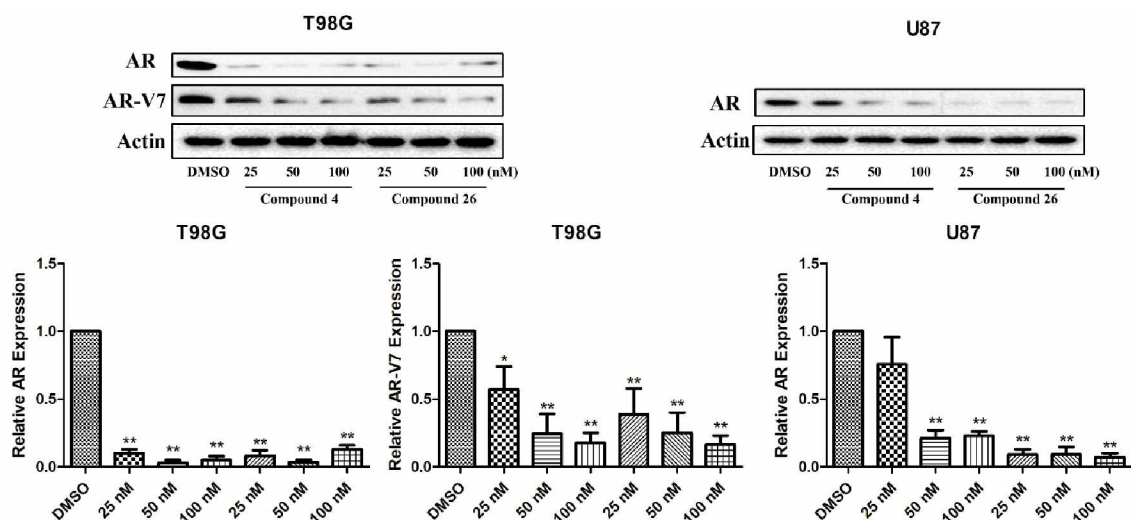 T98G
AR
AR-V7
Actin
DMSO 25 50 100 25 50 100 (nM)
Compound 4 Compound 26
U87
AR
Actin
DMSO 25 50 100 25 50 100 (nM)
Compound 4 Compound 26
T98G
Relative AR Expression
1.5
1.0
0.5
0.0
** ** ** ** ** **
DMSO 25 nM 50 nM 100 nM 25 nM 50 nM 100 nM
T98G
Relative AR-V7 Expression
1.5
1.0
0.5
0.0
* ** ** ** ** **
DMSO 25 nM 50 nM 100 nM 25 nM 50 nM 100 nM
U87
Relative AR Expression
1.5
1.0
0.5
0.0
** ** ** ** **
DMSO 25 nM 50 nM 100 nM 25 nM 50 nM 100 nM